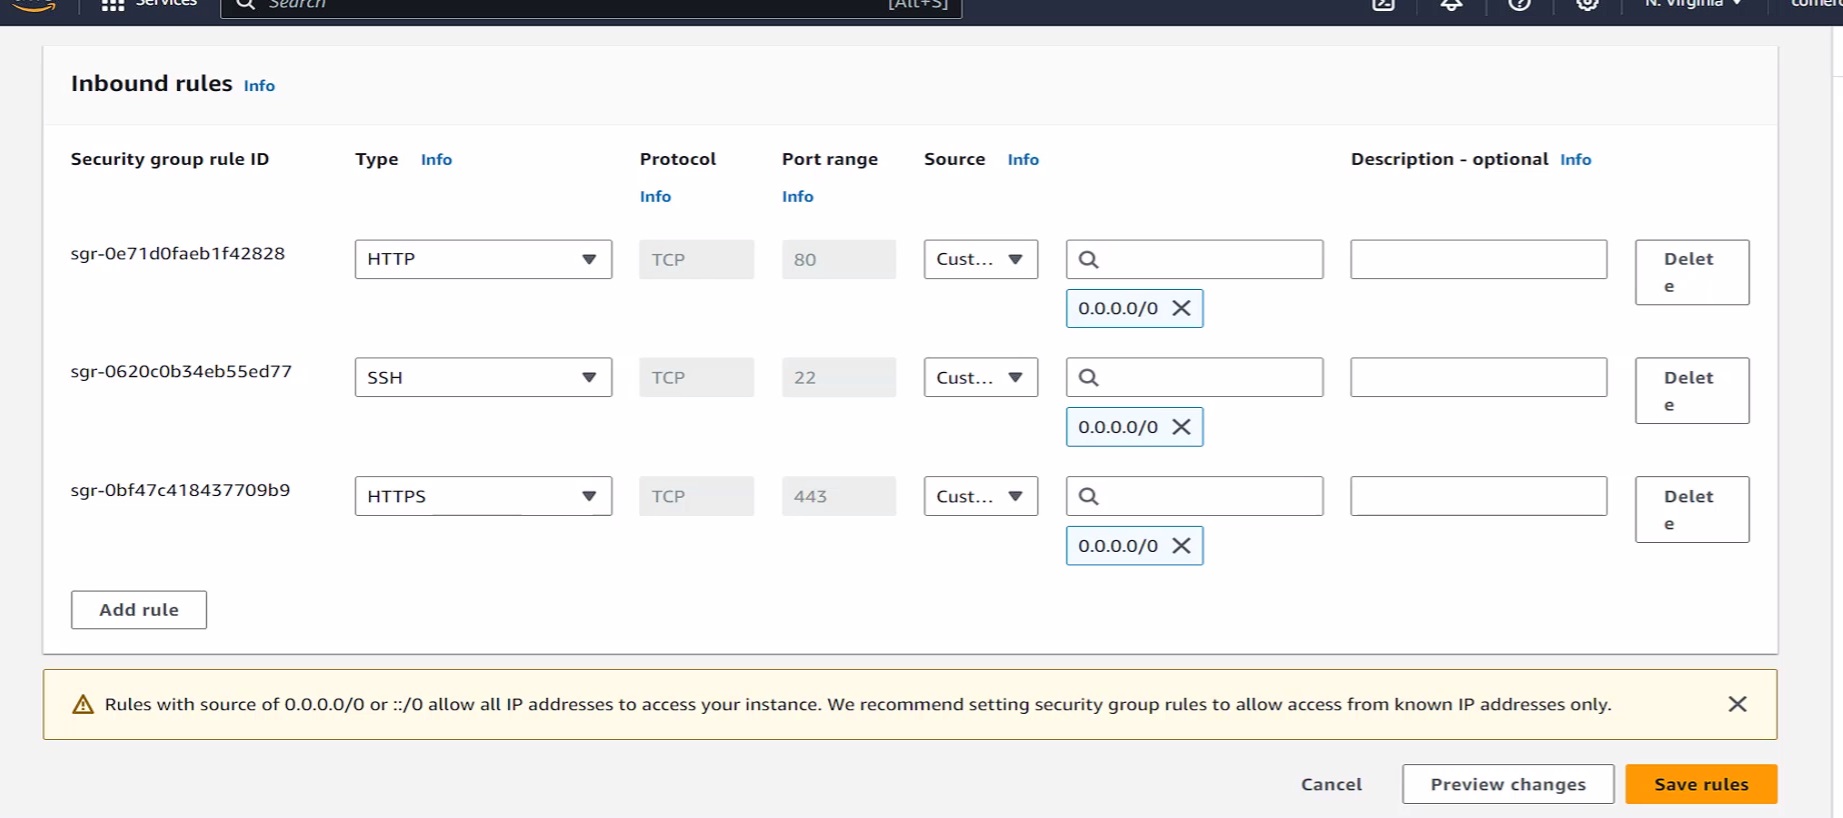 Services
Search
[Alt+S]
N. Virginia
Inbound rules Info
Security group rule ID
Type Info
Protocol
Info
Port range
Info
Source Info
Description - optional Info
sgr-0e71d0faeb1f42828
HTTP
TCP
80
Cust...
0.0.0.0/0
Delet
e
sgr-0620c0b34eb55ed77
SSH
TCP
22
Cust...
0.0.0.0/0
Delet
e
sgr-0bf47c418437709b9
HTTPS
TCP
443
Cust...
0.0.0.0/0
Delet
e
Add rule
Rules with source of 0.0.0.0/0 or ::/0 allow all IP addresses to access your instance. We recommend setting security group rules to allow access from known IP addresses only.
Cancel
Preview changes
Save rules